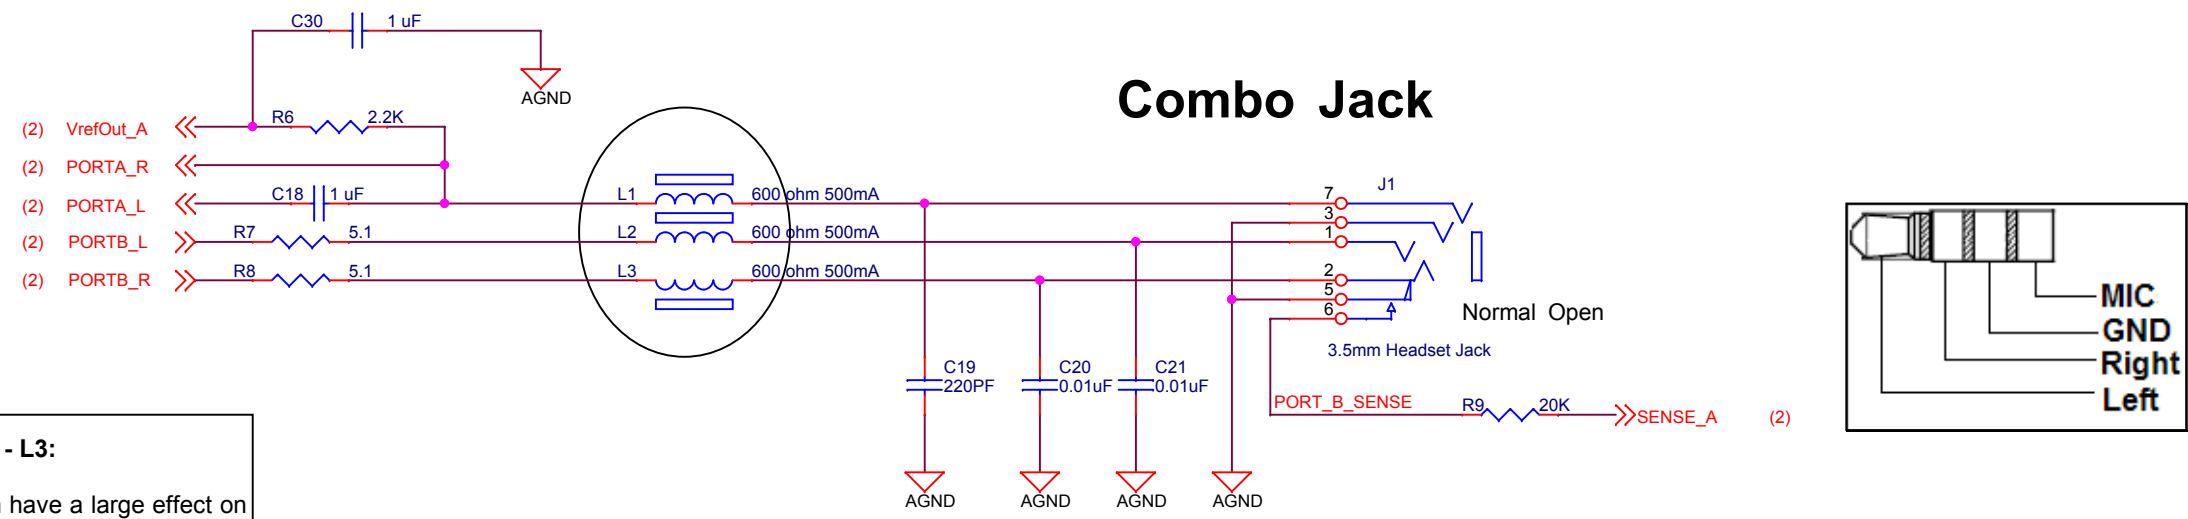 C30 1 uF
AGND
Combo Jack
(2) VrefOut_A R6 2.2K
(2) PORTA_R
(2) PORTA_L C18 1 uF L1 600 ohm 500mA 7 J1
3
(2) PORTB_L R7 5.1 L2 600 ohm 500mA 1
(2) PORTB_R R8 5.1 L3 600 ohm 500mA 2
5
6 Normal Open
3.5mm Headset Jack
MIC
GND
Right
Left
C19 220PF
C20 0.01uF
C21 0.01uF
PORT_B_SENSE R9 20K SENSE_A (2)
AGND AGND AGND AGND
- L3:
have a large effect on